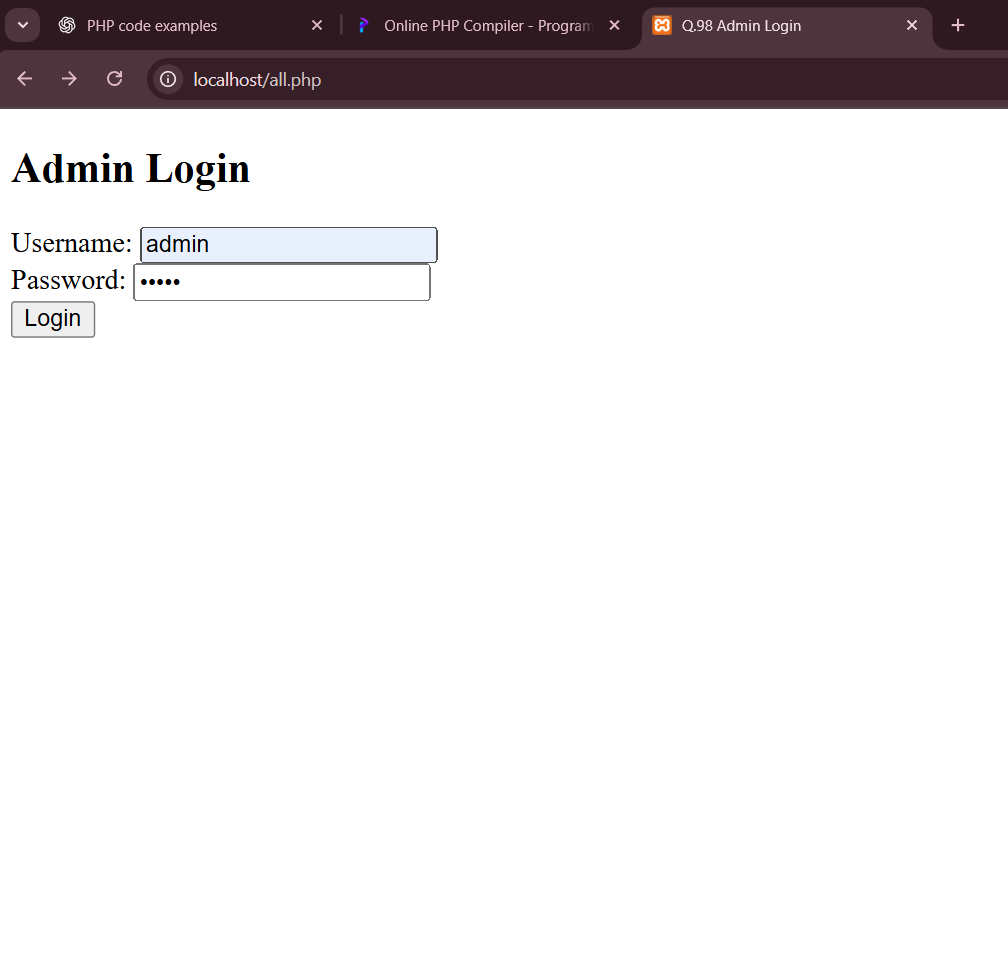 PHP code examples
Online PHP Compiler - Program
Q.98 Admin Login
localhost/all.php
Admin Login
Username: admin
Password: •••••
Login